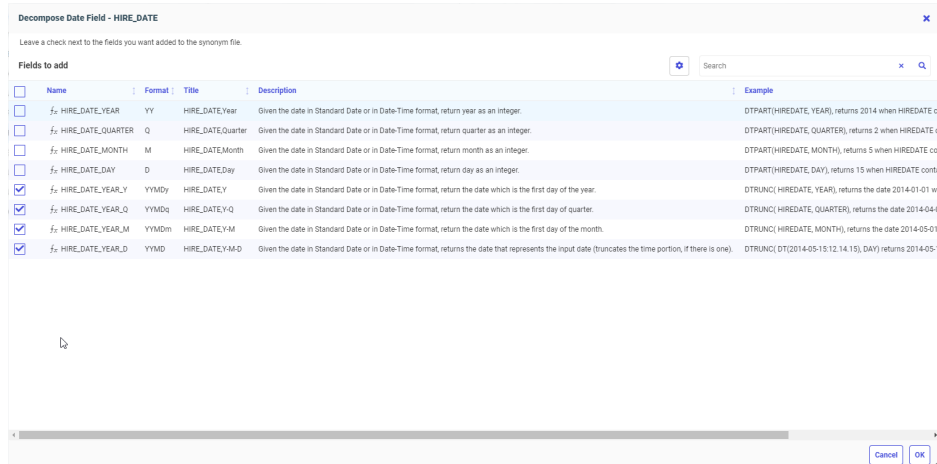 Decompose Date Field - HIRE_DATE
Leave a check next to the fields you want added to the synonym file.
Fields to add
Search
Name Format Title Description Example
fx HIRE_DATE_YEAR YY HIRE_DATE,Year Given the date in Standard Date or in Date-Time format, return year as an integer. DTPART(HIREDATE, YEAR), returns 2014 when HIREDATE c
fx HIRE_DATE_QUARTER Q HIRE_DATE,Quarter Given the date in Standard Date or in Date-Time format, return quarter as an integer. DTPART(HIREDATE, QUARTER), returns 2 when HIREDATE c
fx HIRE_DATE_MONTH M HIRE_DATE,Month Given the date in Standard Date or in Date-Time format, return month as an integer. DTPART(HIREDATE, MONTH), returns 5 when HIREDATE co
fx HIRE_DATE_DAY D HIRE_DATE,Day Given the date in Standard Date or in Date-Time format, return day as an integer. DTPART(HIREDATE, DAY), returns 15 when HIREDATE conta
fx HIRE_DATE_YEAR_Y YYMDy HIRE_DATE,Y Given the date in Standard Date or in Date-Time format, return the date which is the first day of the year. DTRUNC( HIREDATE, YEAR), returns the date 2014-01-01 w
fx HIRE_DATE_YEAR_Q YYMDq HIRE_DATE,Y-Q Given the date in Standard Date or in Date-Time format, return the date which is the first day of quarter. DTRUNC( HIREDATE, QUARTER), returns the date 2014-04-0
fx HIRE_DATE_YEAR_M YYMDm HIRE_DATE,Y-M Given the date in Standard Date or in Date-Time format, return the date which is the first day of the month. DTRUNC( HIREDATE, MONTH), returns the date 2014-05-01
fx HIRE_DATE_YEAR_D YYMD HIRE_DATE,Y-M-D Given the date in Standard Date or in Date-Time format, returns the date that represents the input date (truncates the time portion, if there is one). DTRUNC( DT(2014-05-15:12.14.15), DAY) returns 2014-05-
Cancel OK